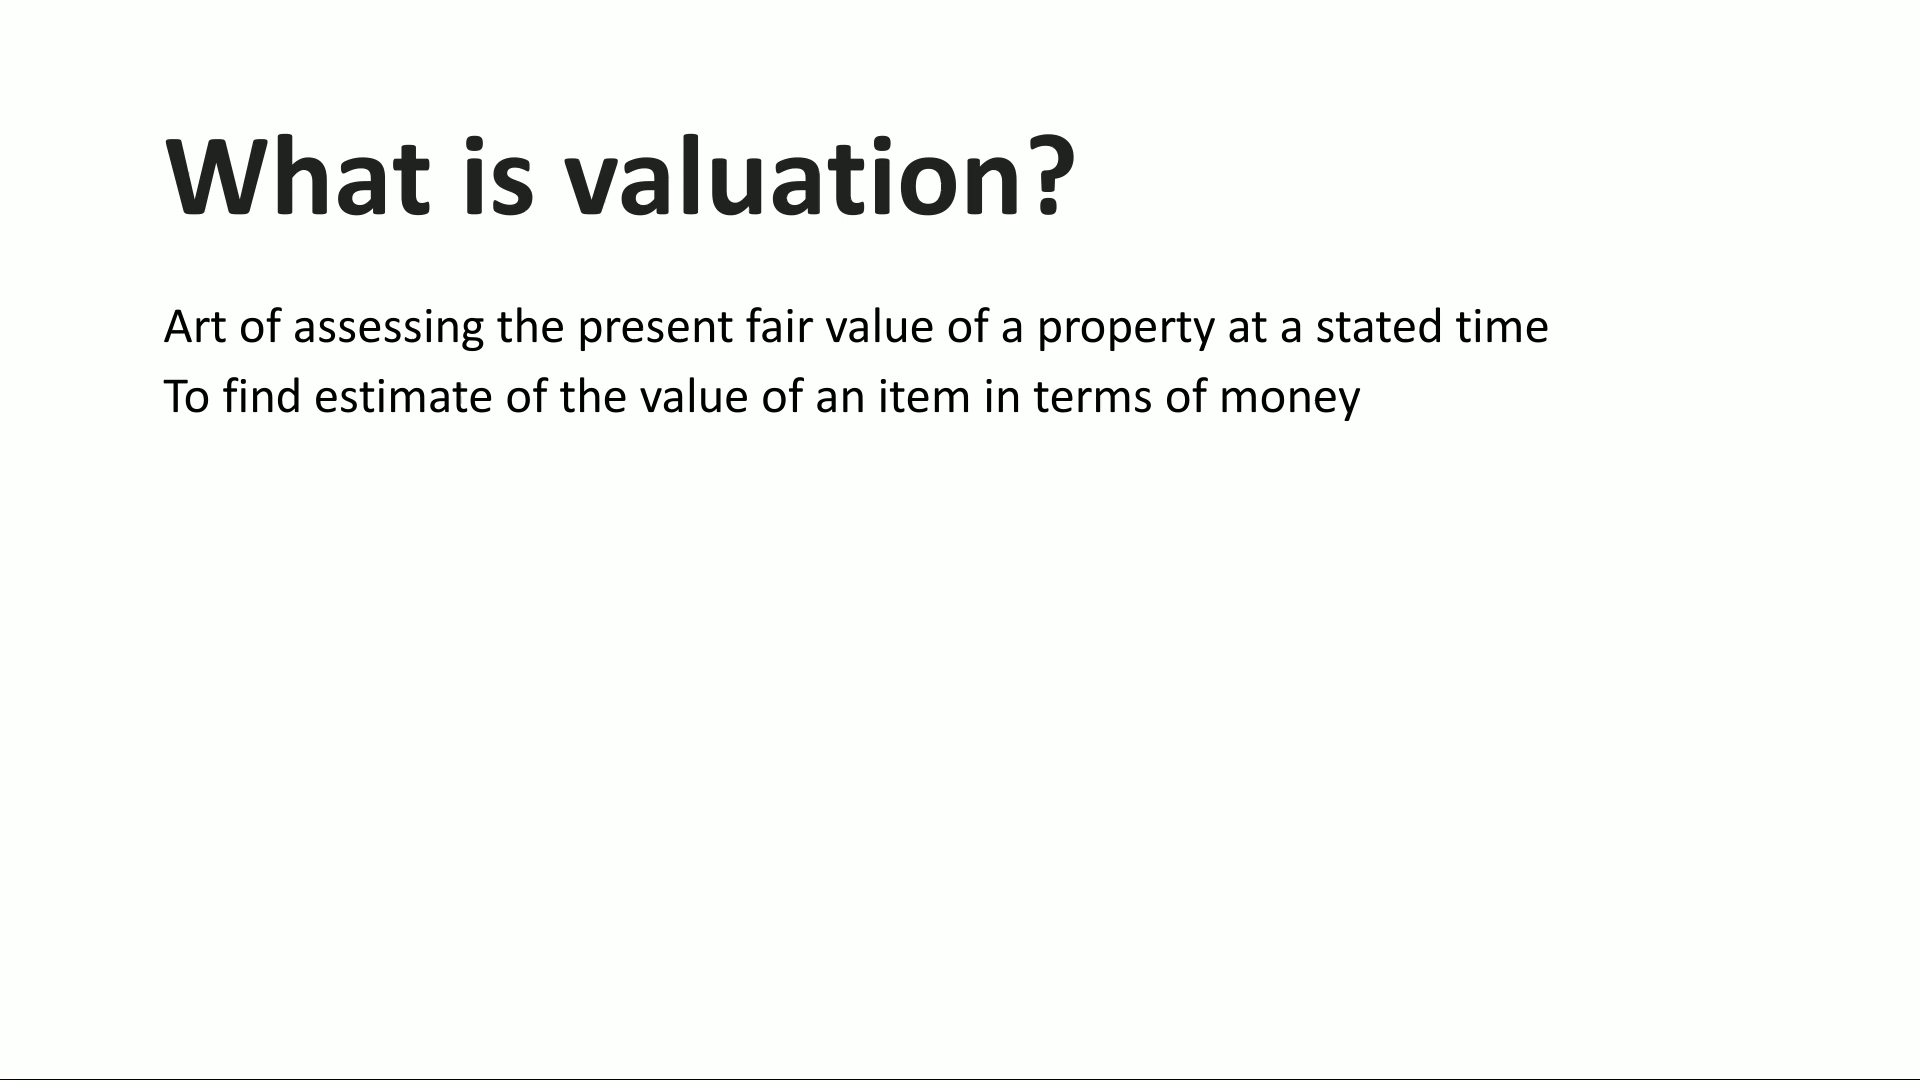 What is valuation?
Art of assessing the present fair value of a property at a stated time
To find estimate of the value of an item in terms of money